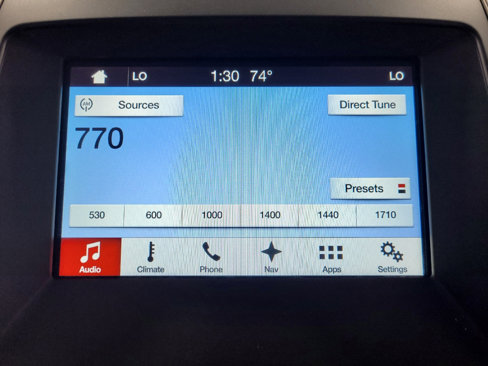 LO 1:30 74° LO
AM Sources Direct Tune
770
Presets
530 600 1000 1400 1440 1710
Audio Climate Phone Nav Apps Settings